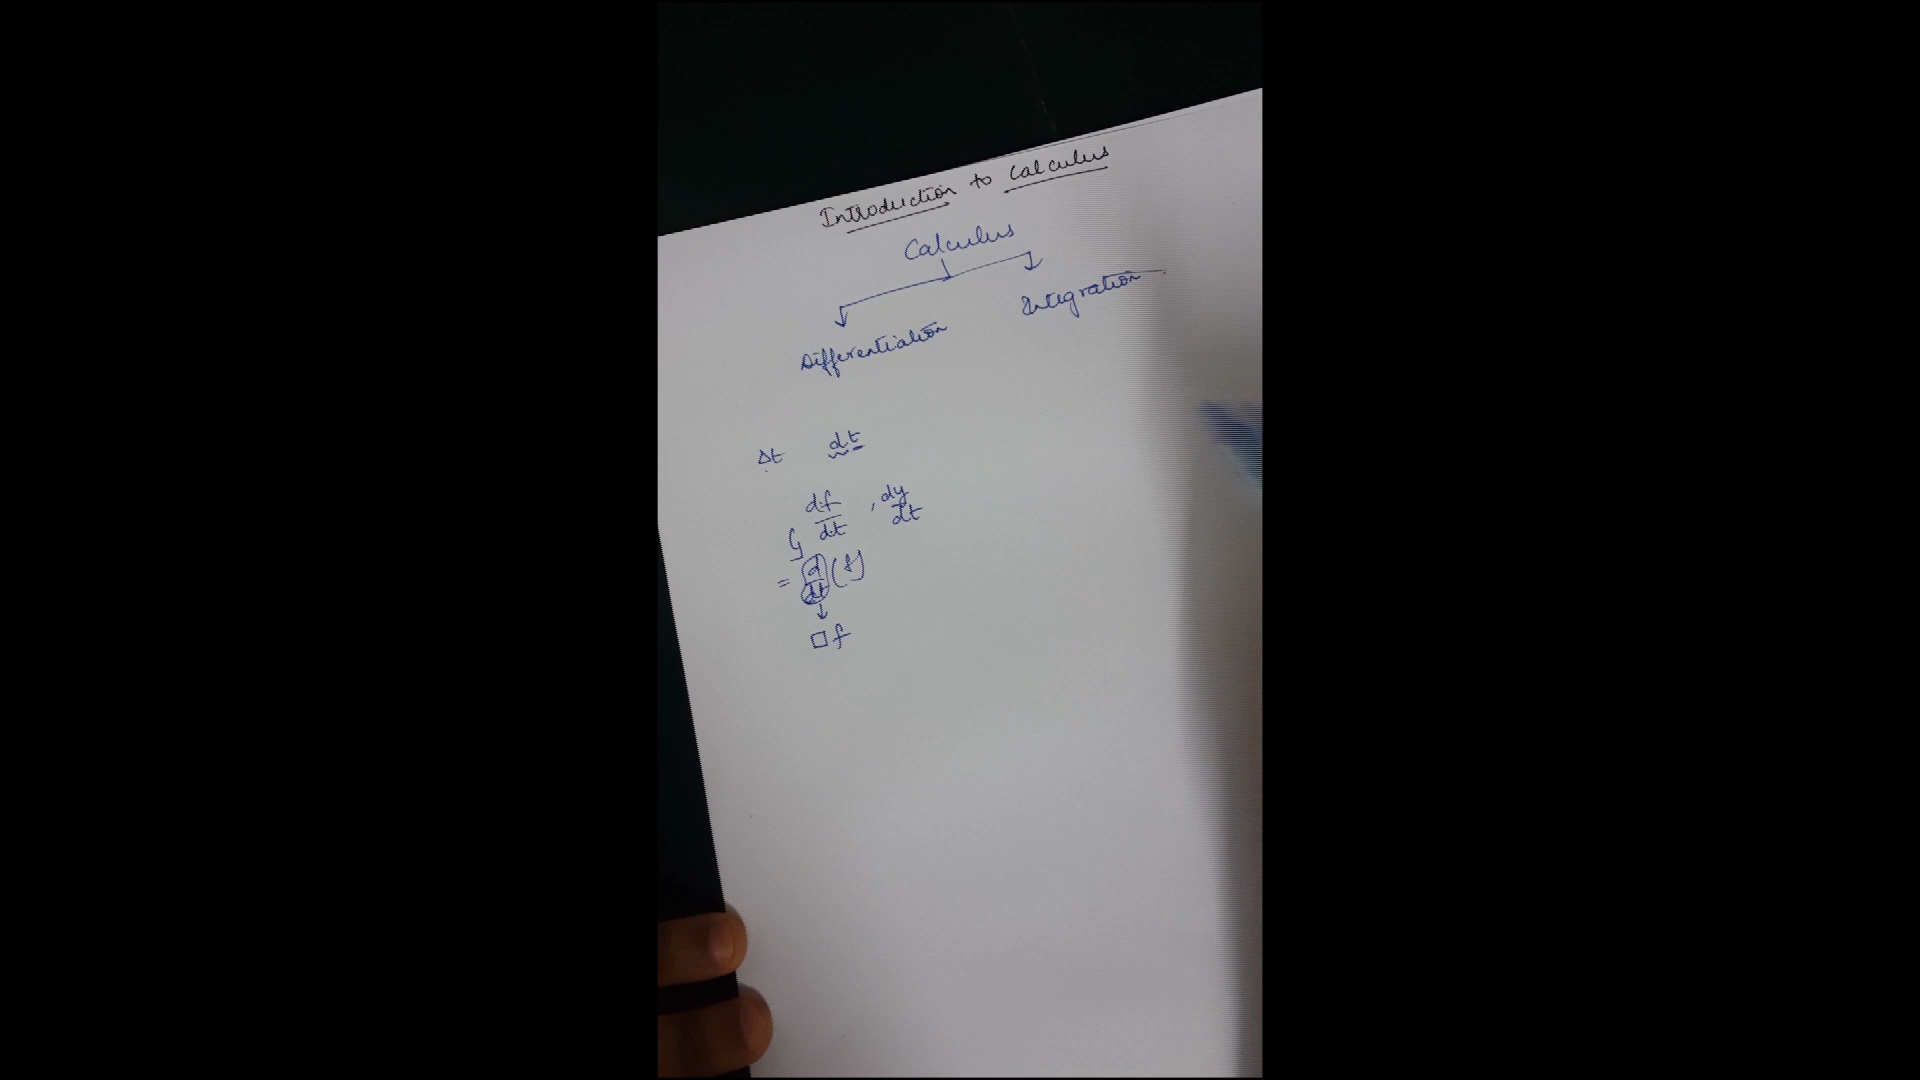 Introduction to Calculus
Calculus
Differentiation Integration
Δt dt
df/dt , dy/dt
= d/dt (f)
□f